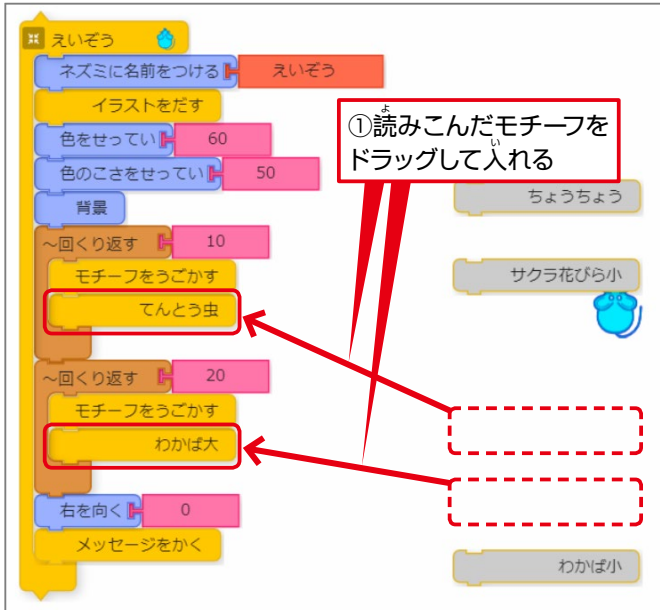 えいぞう
ネズミに名前をつける えいぞう
イラストをだす
色をせってい 60
色のこさをせってい 50
背景
～回くり返す 10
モチーフをうごかす
てんとう虫
～回くり返す 20
モチーフをうごかす
わかば大
右を向く 0
メッセージをかく
①読みこんだモチーフを
ドラッグして入れる
ちょうちょう
サクラ花びら小
わかば小